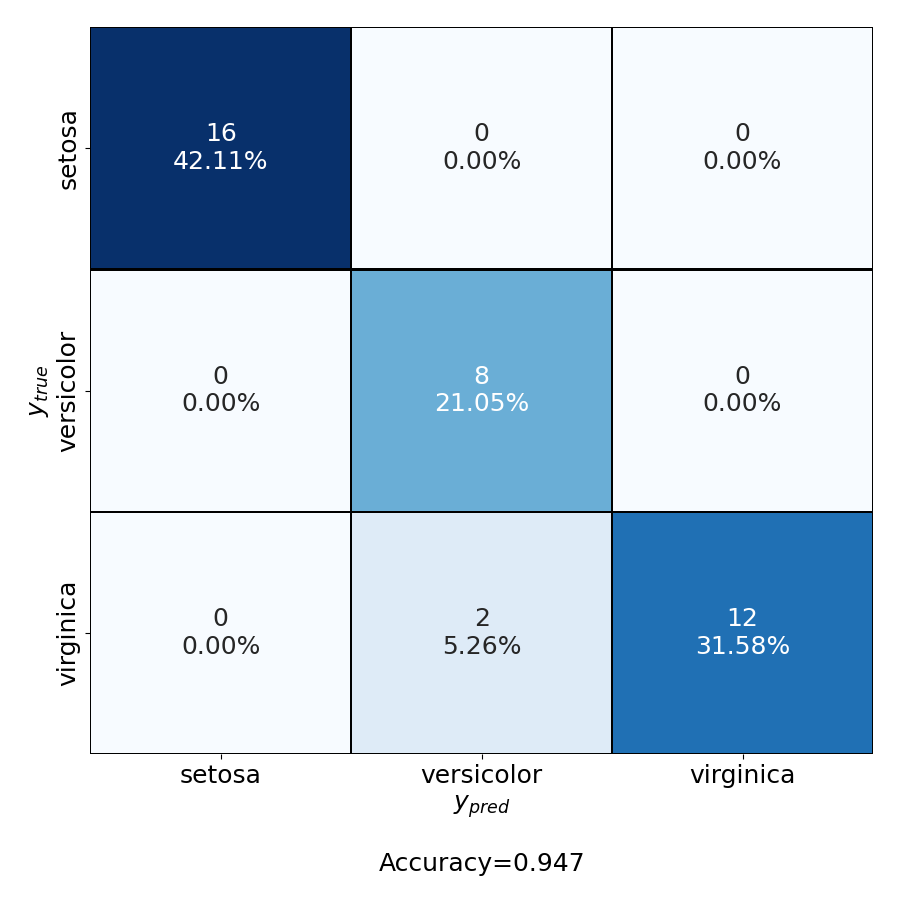 setosa
16
42.11%
0
0.00%
0
0.00%
y_true
versicolor
0
0.00%
8
21.05%
0
0.00%
virginica
0
0.00%
2
5.26%
12
31.58%
setosa
versicolor
virginica
y_pred
Accuracy=0.947